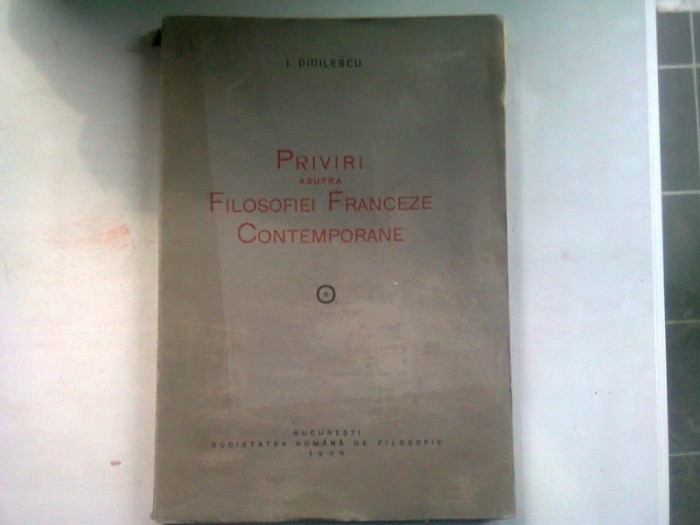 I. DIDILESCU
PRIVIRI
ASUPRA
FILOSOFIEI FRANCEZE
CONTEMPORANE
BUCUREȘTI
SOCIETATEA ROMÂNĂ DE FILOSOFIE